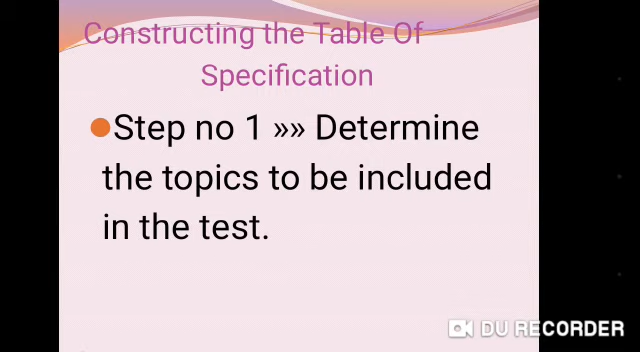 Constructing the Table Of
Specification
Step no 1 »» Determine
the topics to be included
in the test.
DU RECORDER